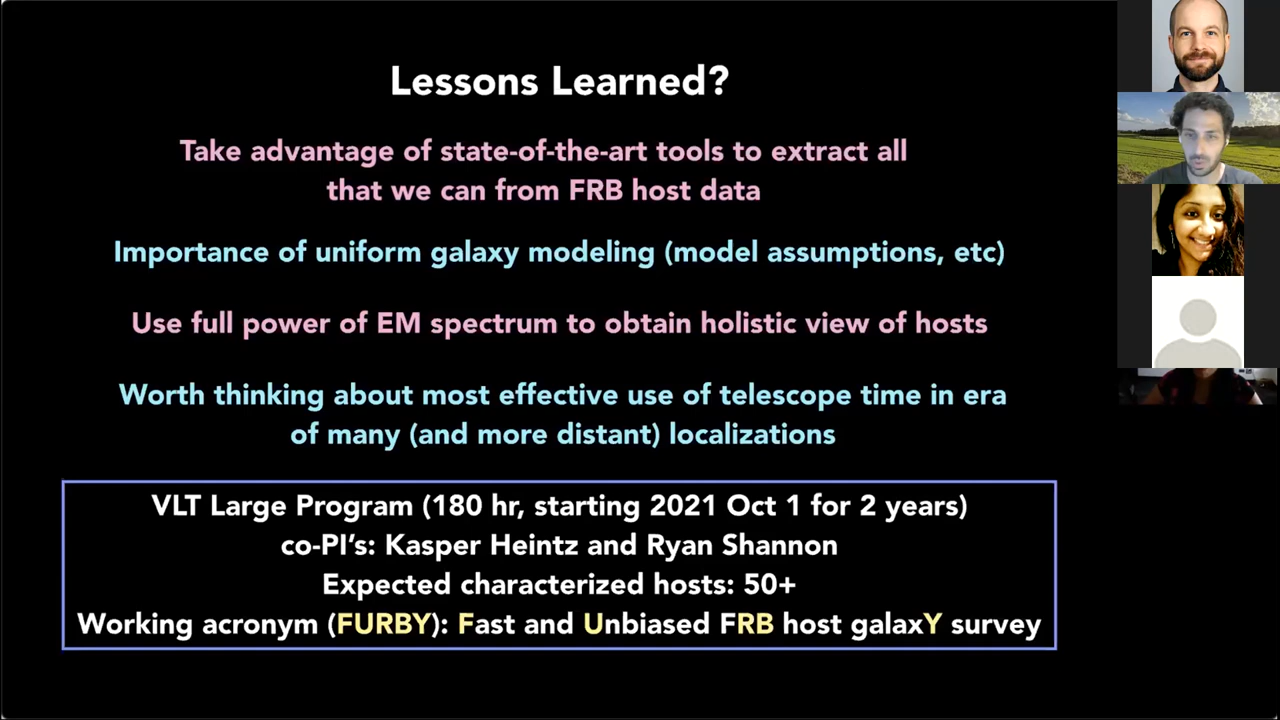 Lessons Learned?
Take advantage of state-of-the-art tools to extract all
that we can from FRB host data
Importance of uniform galaxy modeling (model assumptions, etc)
Use full power of EM spectrum to obtain holistic view of hosts
Worth thinking about most effective use of telescope time in era
of many (and more distant) localizations
VLT Large Program (180 hr, starting 2021 Oct 1 for 2 years)
co-PI's: Kasper Heintz and Ryan Shannon
Expected characterized hosts: 50+
Working acronym (FURBY): Fast and Unbiased FRB host galaxY survey